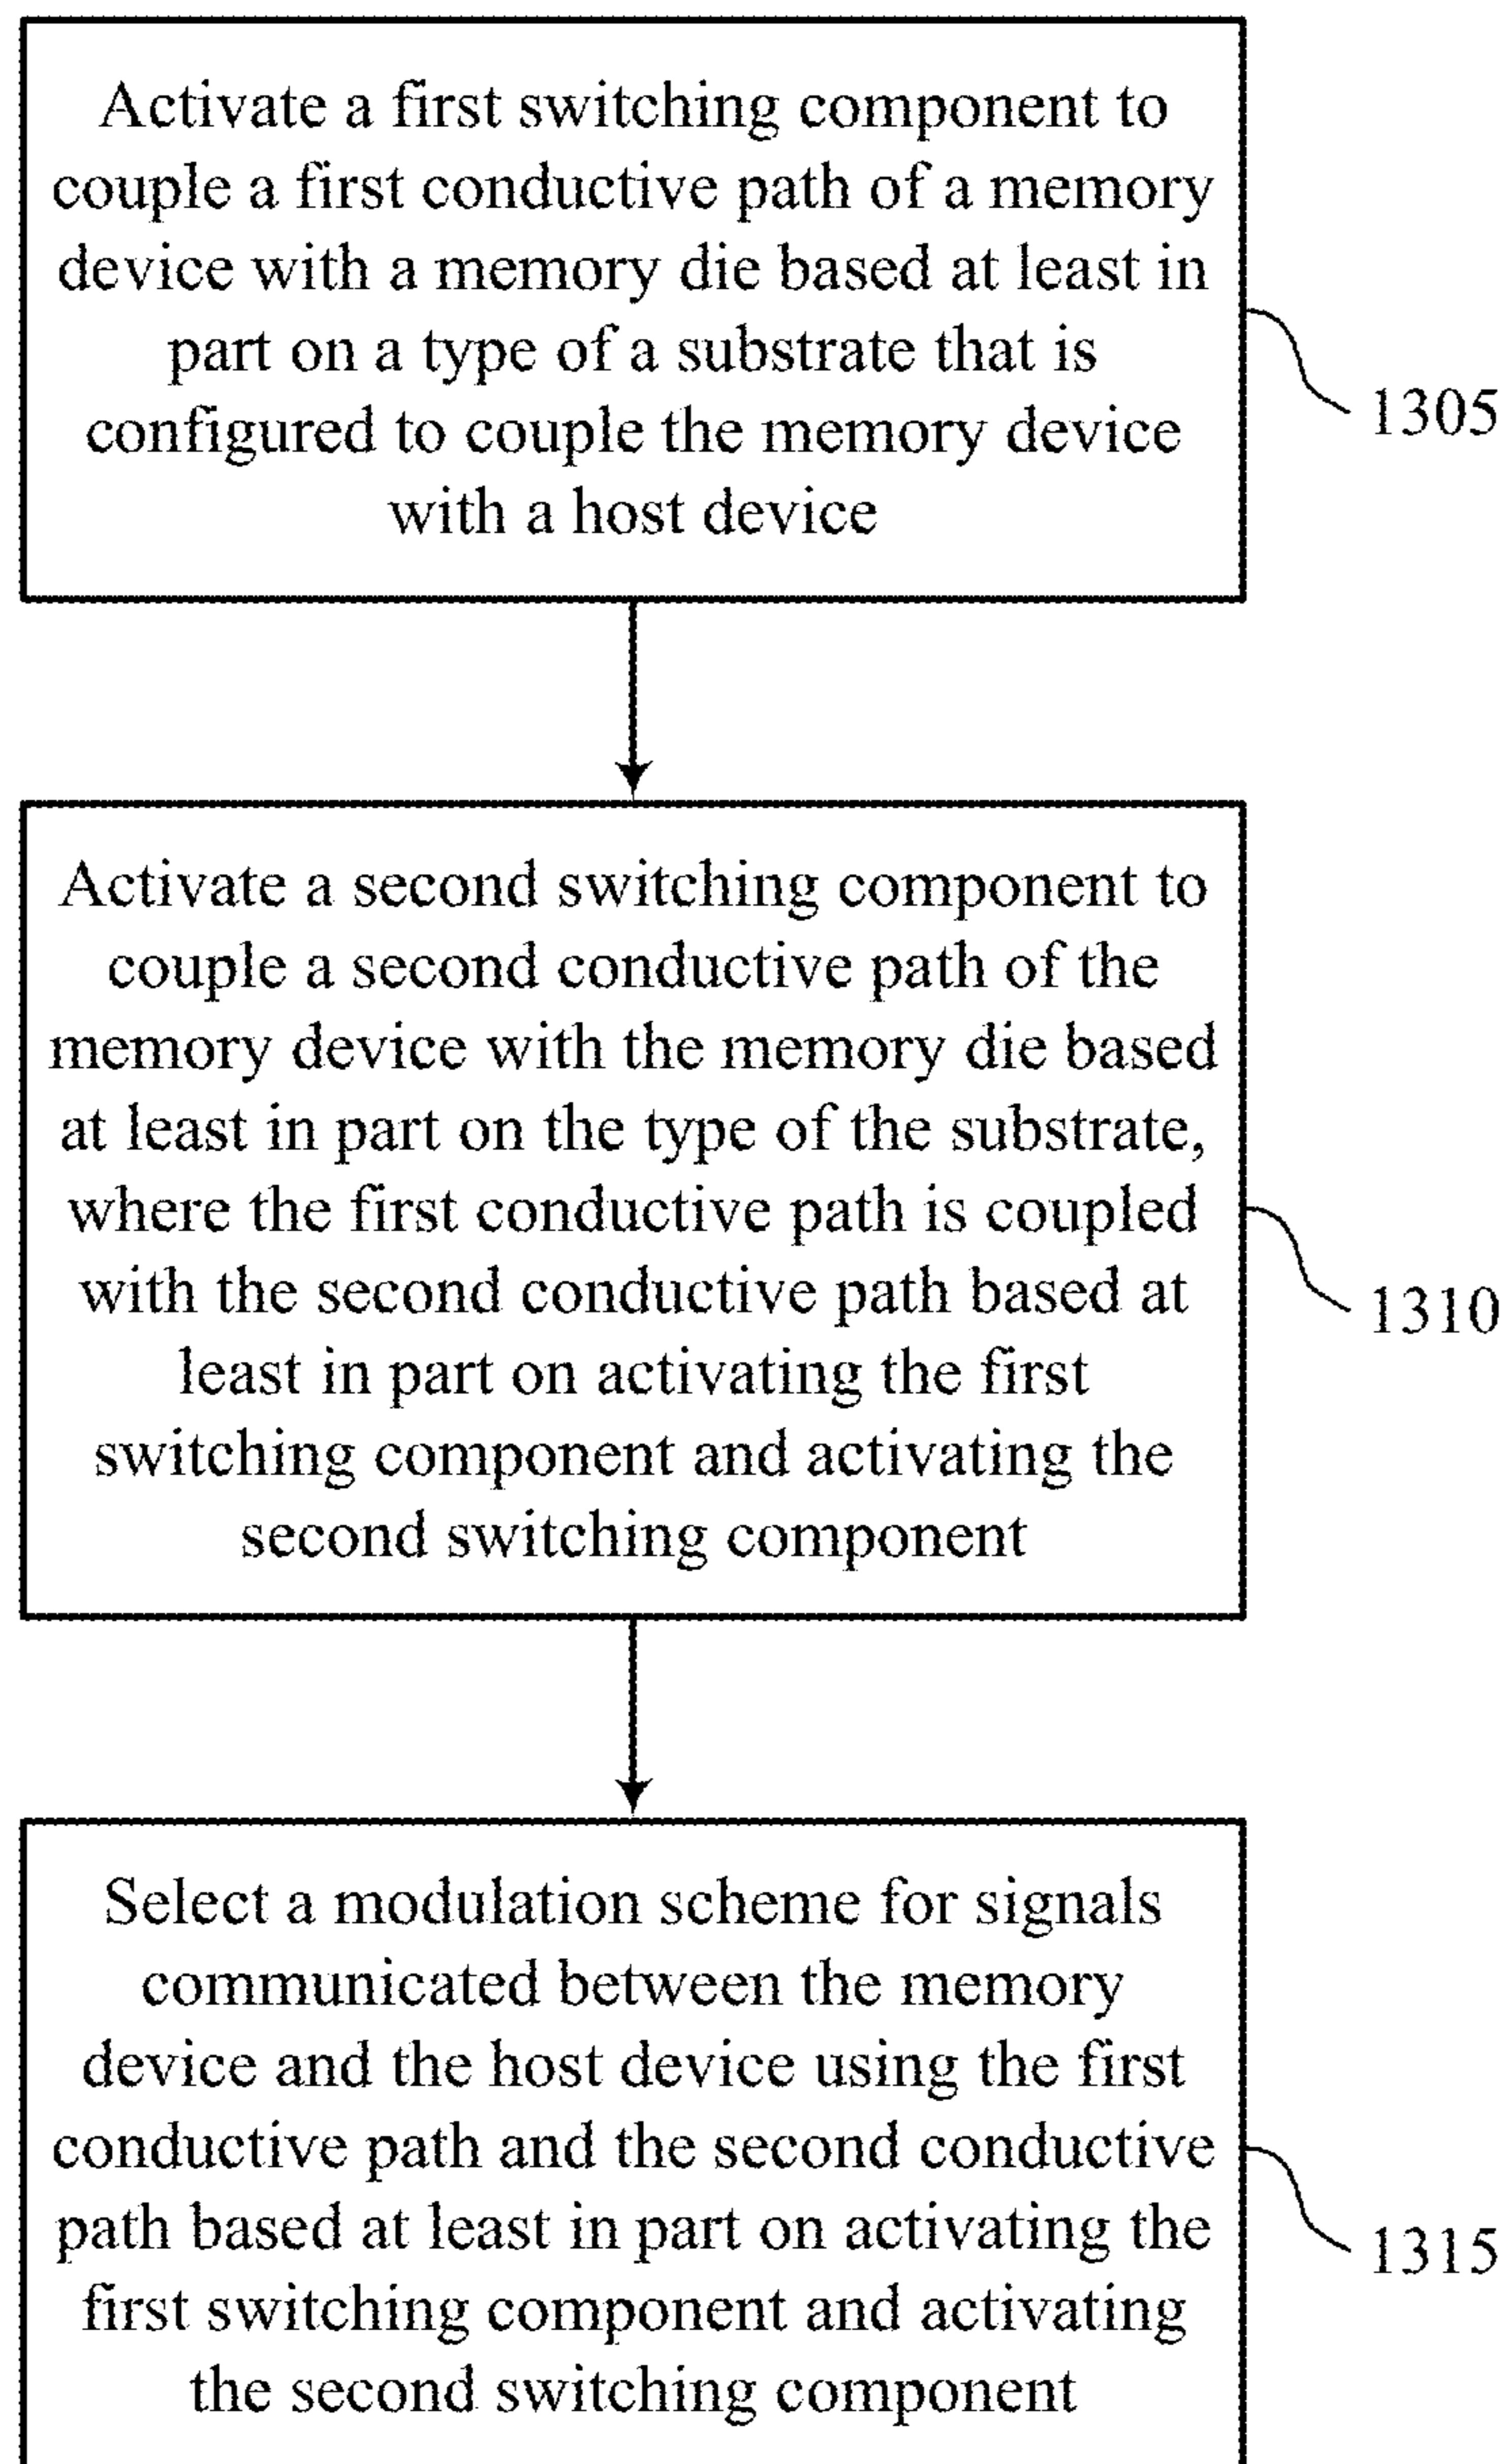 Activate a first switching component to
couple a first conductive path of a memory
device with a memory die based at least in
part on a type of a substrate that is
configured to couple the memory device
with a host device
1305
Activate a second switching component to
couple a second conductive path of the
memory device with the memory die based
at least in part on the type of the substrate,
where the first conductive path is coupled
with the second conductive path based at
least in part on activating the first
switching component and activating the
second switching component
1310
Select a modulation scheme for signals
communicated between the memory
device and the host device using the first
conductive path and the second conductive
path based at least in part on activating the
first switching component and activating
the second switching component
1315